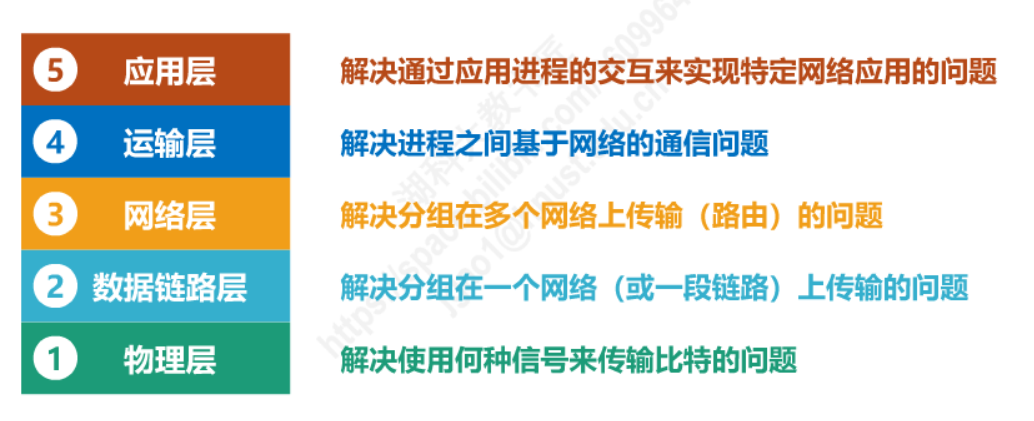 5 应用层 解决通过应用进程的交互来实现特定网络应用的问题
4 运输层 解决进程之间基于网络的通信问题
3 网络层 解决分组在多个网络上传输（路由）的问题
2 数据链路层 解决分组在一个网络（或一段链路）上传输的问题
1 物理层 解决使用何种信号来传输比特的问题